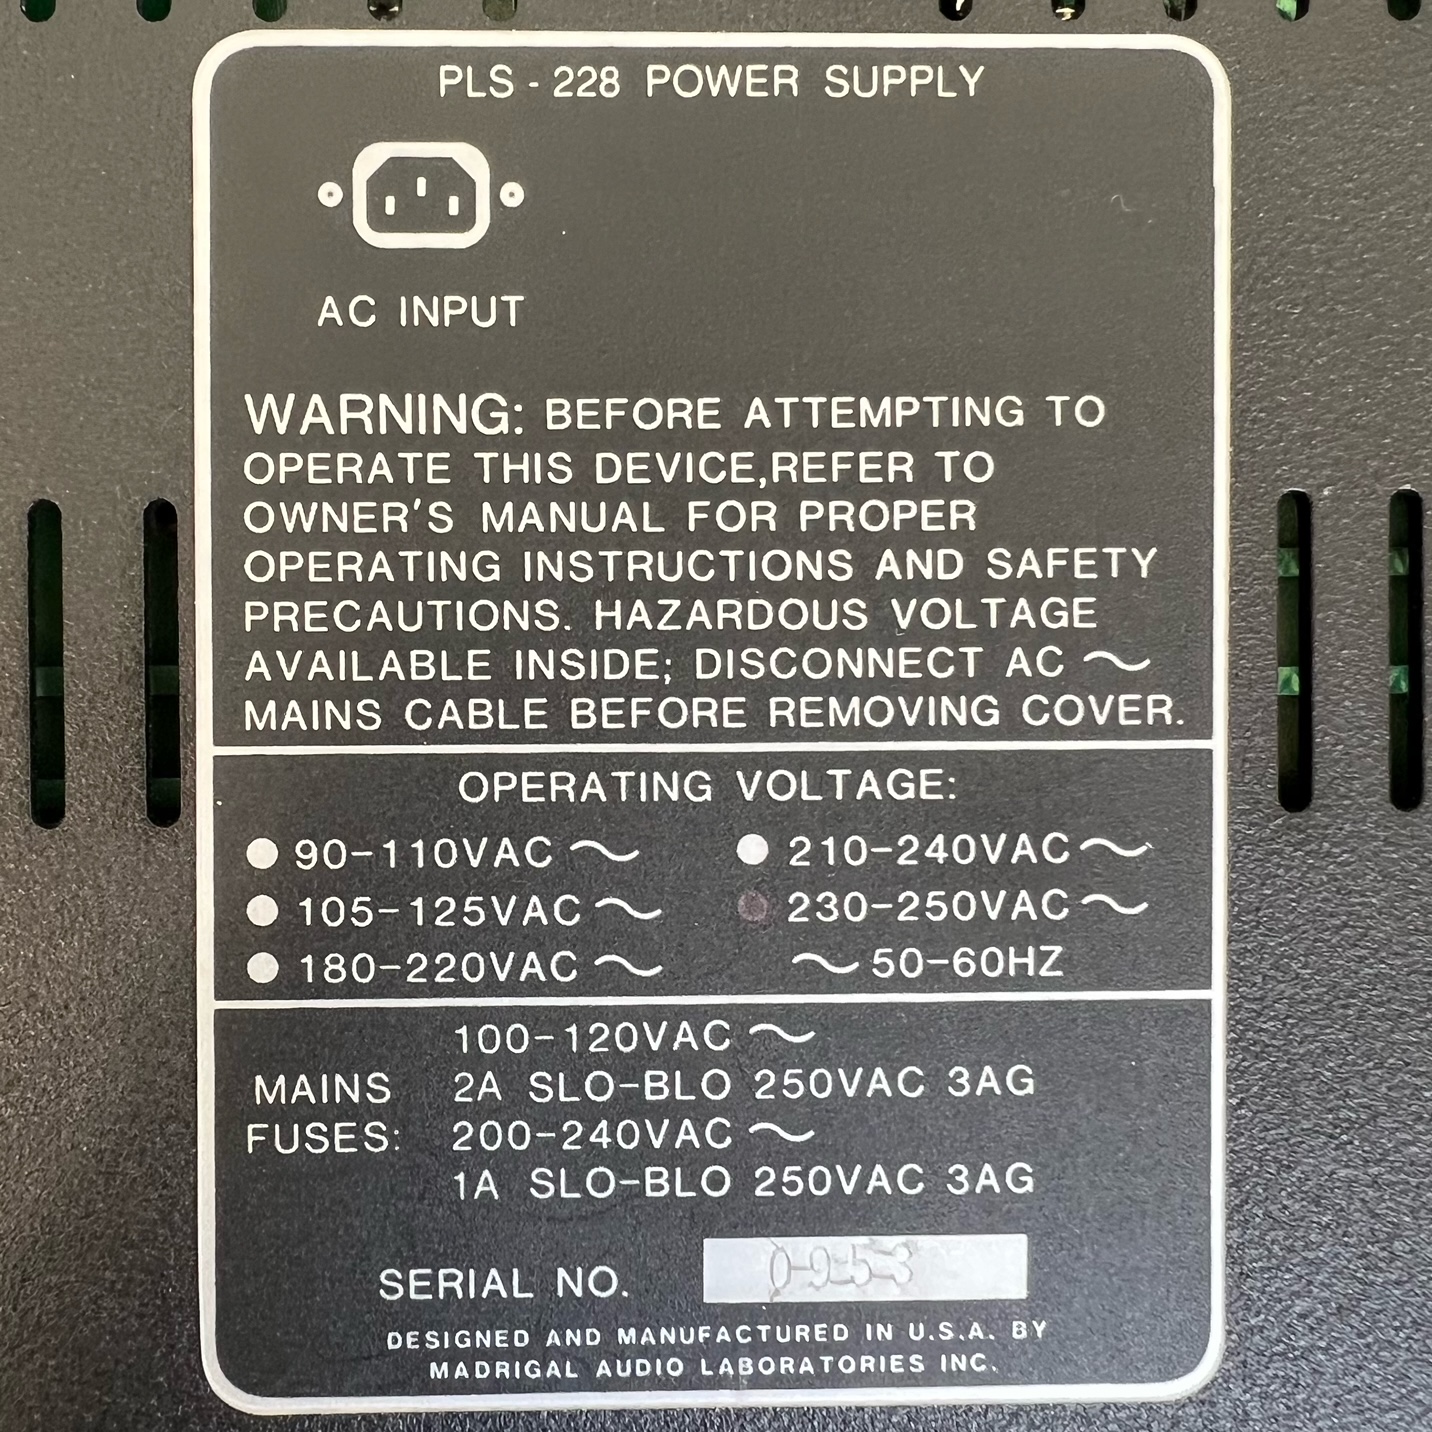 PLS - 228 POWER SUPPLY
AC INPUT
WARNING: BEFORE ATTEMPTING TO
OPERATE THIS DEVICE,REFER TO
OWNER'S MANUAL FOR PROPER
OPERATING INSTRUCTIONS AND SAFETY
PRECAUTIONS. HAZARDOUS VOLTAGE
AVAILABLE INSIDE; DISCONNECT AC ~
MAINS CABLE BEFORE REMOVING COVER.
OPERATING VOLTAGE:
90-110VAC ~
105-125VAC ~
180-220VAC ~
210-240VAC ~
230-250VAC ~
~ 50-60HZ
MAINS FUSES:
100-120VAC ~
2A SLO-BLO 250VAC 3AG
200-240VAC ~
1A SLO-BLO 250VAC 3AG
SERIAL NO. 0953
DESIGNED AND MANUFACTURED IN U.S.A. BY
MADRIGAL AUDIO LABORATORIES INC.